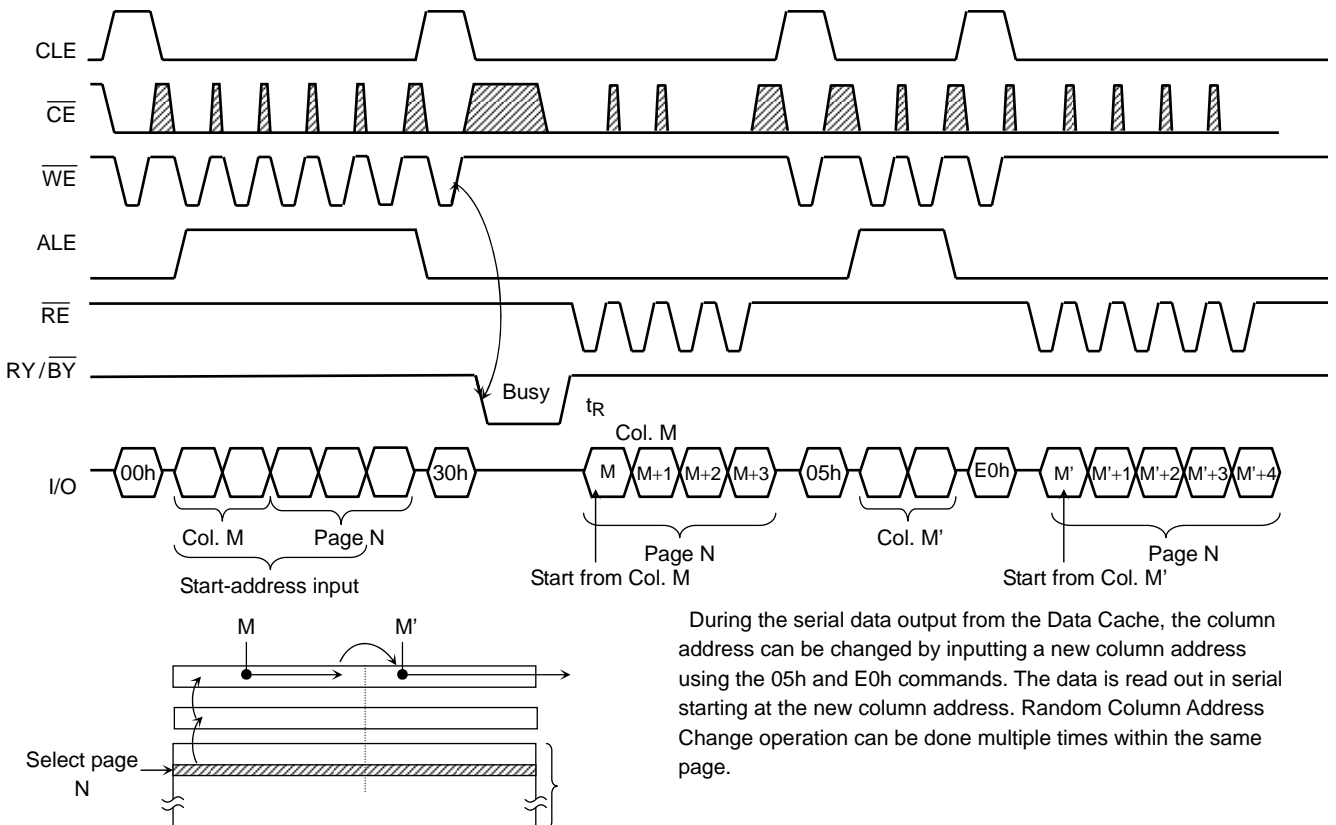 CLE
CE
WE
ALE
RE
RY/BY
Busy
tR
Col. M
I/O
00h
30h
M
M+1
M+2
M+3
05h
E0h
M'
M'+1
M'+2
M'+3
M'+4
Col. M
Page N
Page N
Col. M'
Page N
Start-address input
Start from Col. M
Start from Col. M'
M
M'
Select page
N
During the serial data output from the Data Cache, the column
address can be changed by inputting a new column address
using the 05h and E0h commands. The data is read out in serial
starting at the new column address. Random Column Address
Change operation can be done multiple times within the same
page.